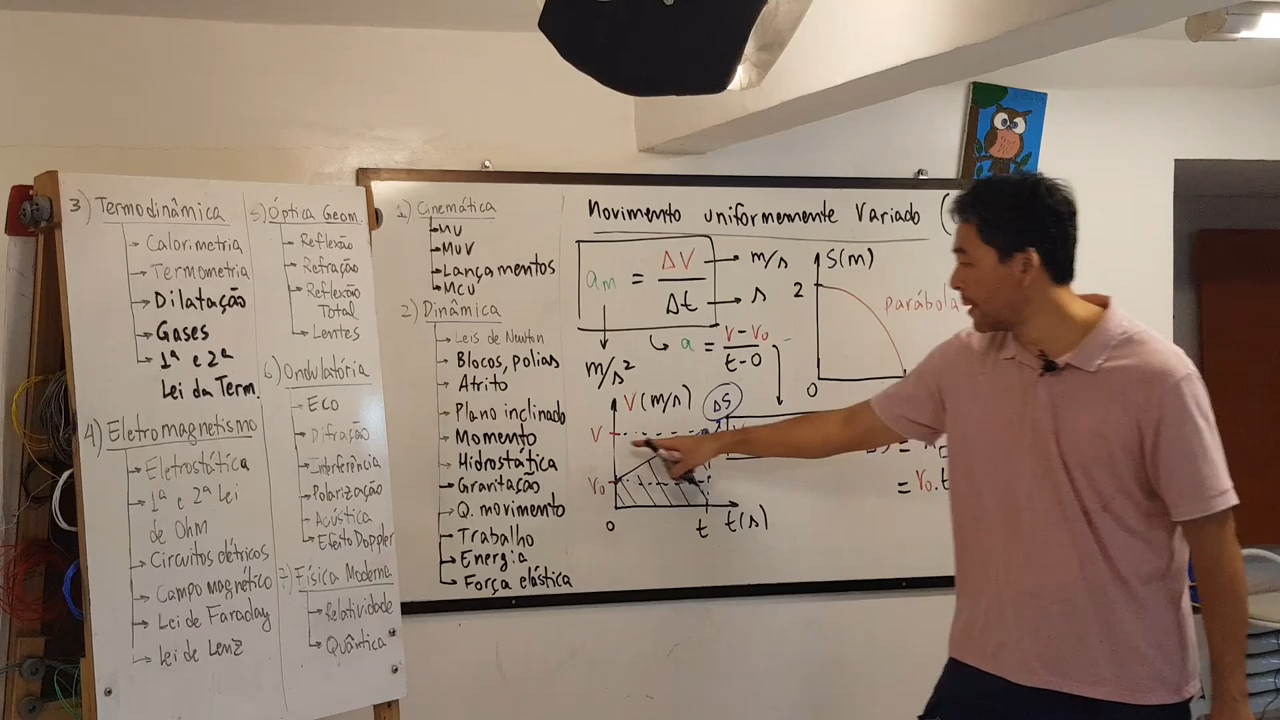 3) Termodinâmica
Calorimetria
Termometria
Dilatação
Gases
1ª e 2ª
Lei da Term.
4) Eletromagnetismo
Eletrostática
1ª e 2ª Lei
de Ohm
Circuitos elétricos
Campo magnético
Lei de Faraday
Lei de Lenz
5) Óptica Geom.
Reflexão
Refração
Reflexão
Total
Lentes
6) Ondulatória
Eco
Difração
Interferência
Polarização
Acústica
Efeito Doppler
7) Física Moderna
Relatividade
Quântica
1) Cinemática
MU
MUV
Lançamentos
MCU
2) Dinâmica
Leis de Newton
Blocos, polias
Atrito
Plano inclinado
Momento
Hidrostática
Gravitação
Q. movimento
Trabalho
Energia
Força elástica
Movimento uniformemente Variado (
am = ΔV / Δt
m/s
s
m/s²
a = v - v0 / t - 0
V(m/s)
ΔS
V
V0
0
t
t(s)
S(m)
2
parábola
0
= V0.t